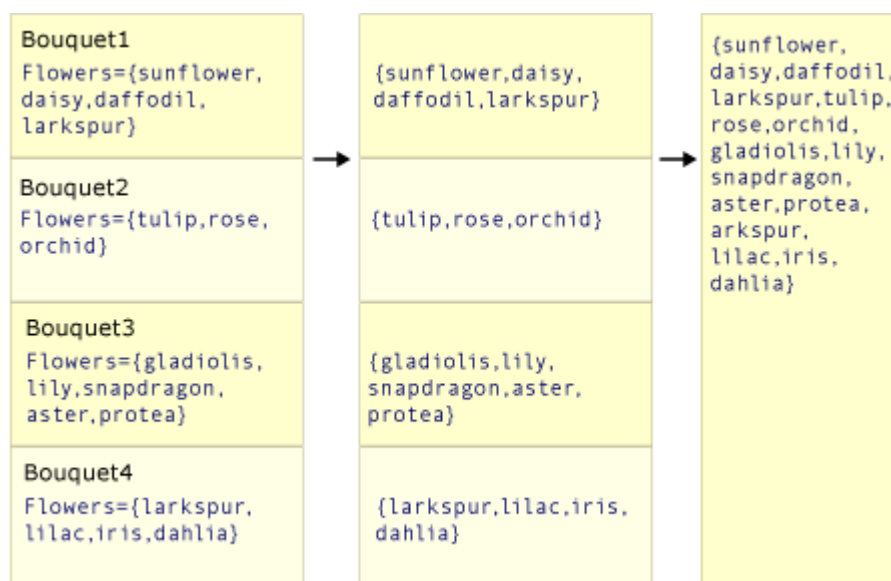 Bouquet1
Flowers={sunflower,
daisy,daffodil,
larkspur}
Bouquet2
Flowers={tulip,rose,
orchid}
Bouquet3
Flowers={gladiolis,
lily,snapdragon,
aster,protea}
Bouquet4
Flowers={larkspur,
lilac,iris,dahlia}
{sunflower,daisy,
daffodil,larkspur}
{tulip,rose,orchid}
{gladiolis,lily,
snapdragon,aster,
protea}
{larkspur,lilac,iris,
dahlia}
{sunflower,
daisy,daffodil,
larkspur,tulip,
rose,orchid,
gladiolis,lily,
snapdragon,
aster,protea,
arkspur,
lilac,iris,
dahlia}